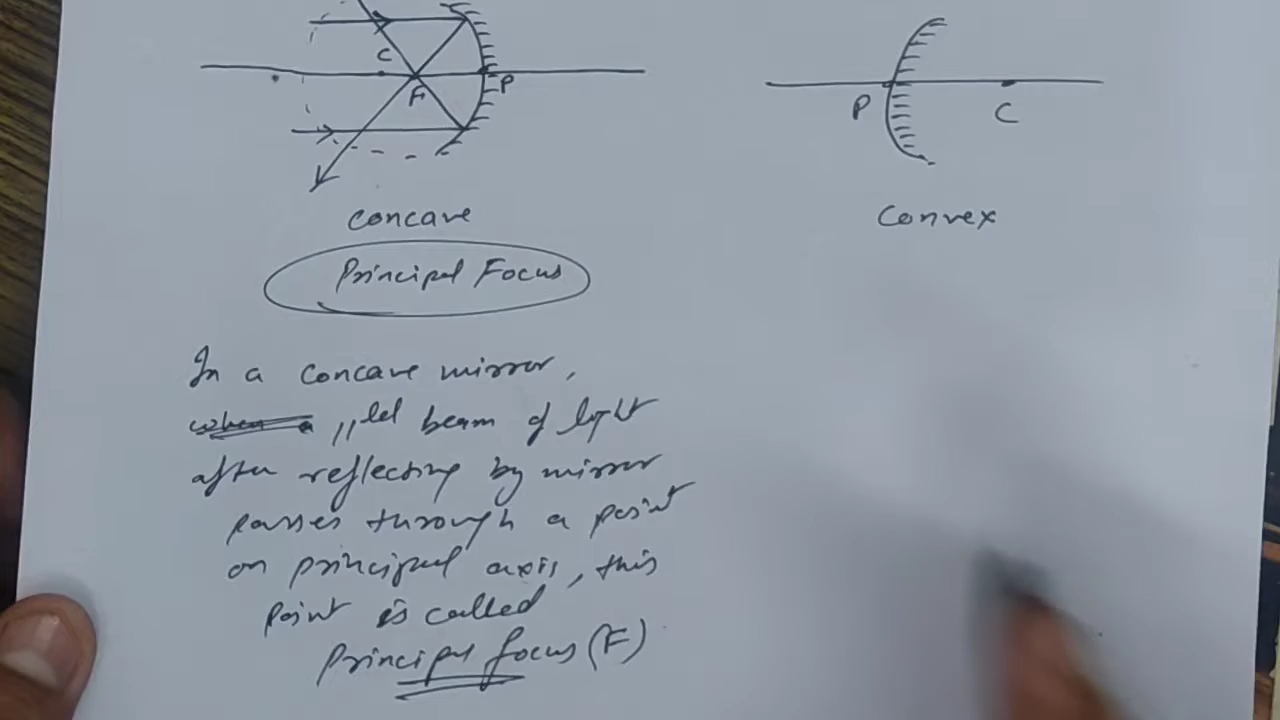 C
F
P
P
C
Concave
Convex
Principal Focus
In a concave mirror,
when a ||lel beam of light
after reflecting by mirror
passes through a point
on principal axis, this
point is called
Principal focus (F)